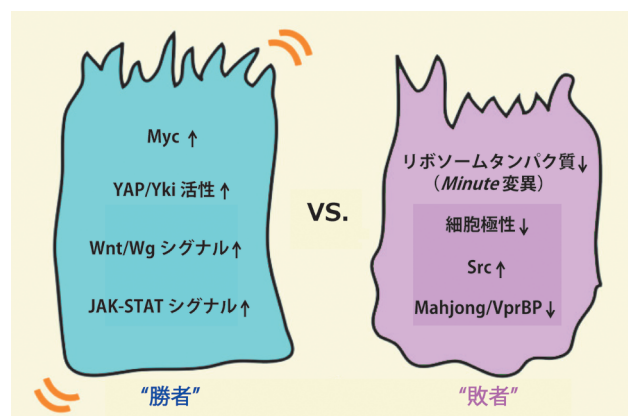 Myc ↑
YAP/Yki 活性 ↑
Wnt/Wg シグナル ↑
JAK-STAT シグナル ↑
“勝者”
VS.
リボソームタンパク質 ↓
（Minute 変異）
細胞極性 ↓
Src ↑
Mahjong/VprBP ↓
“敗者”